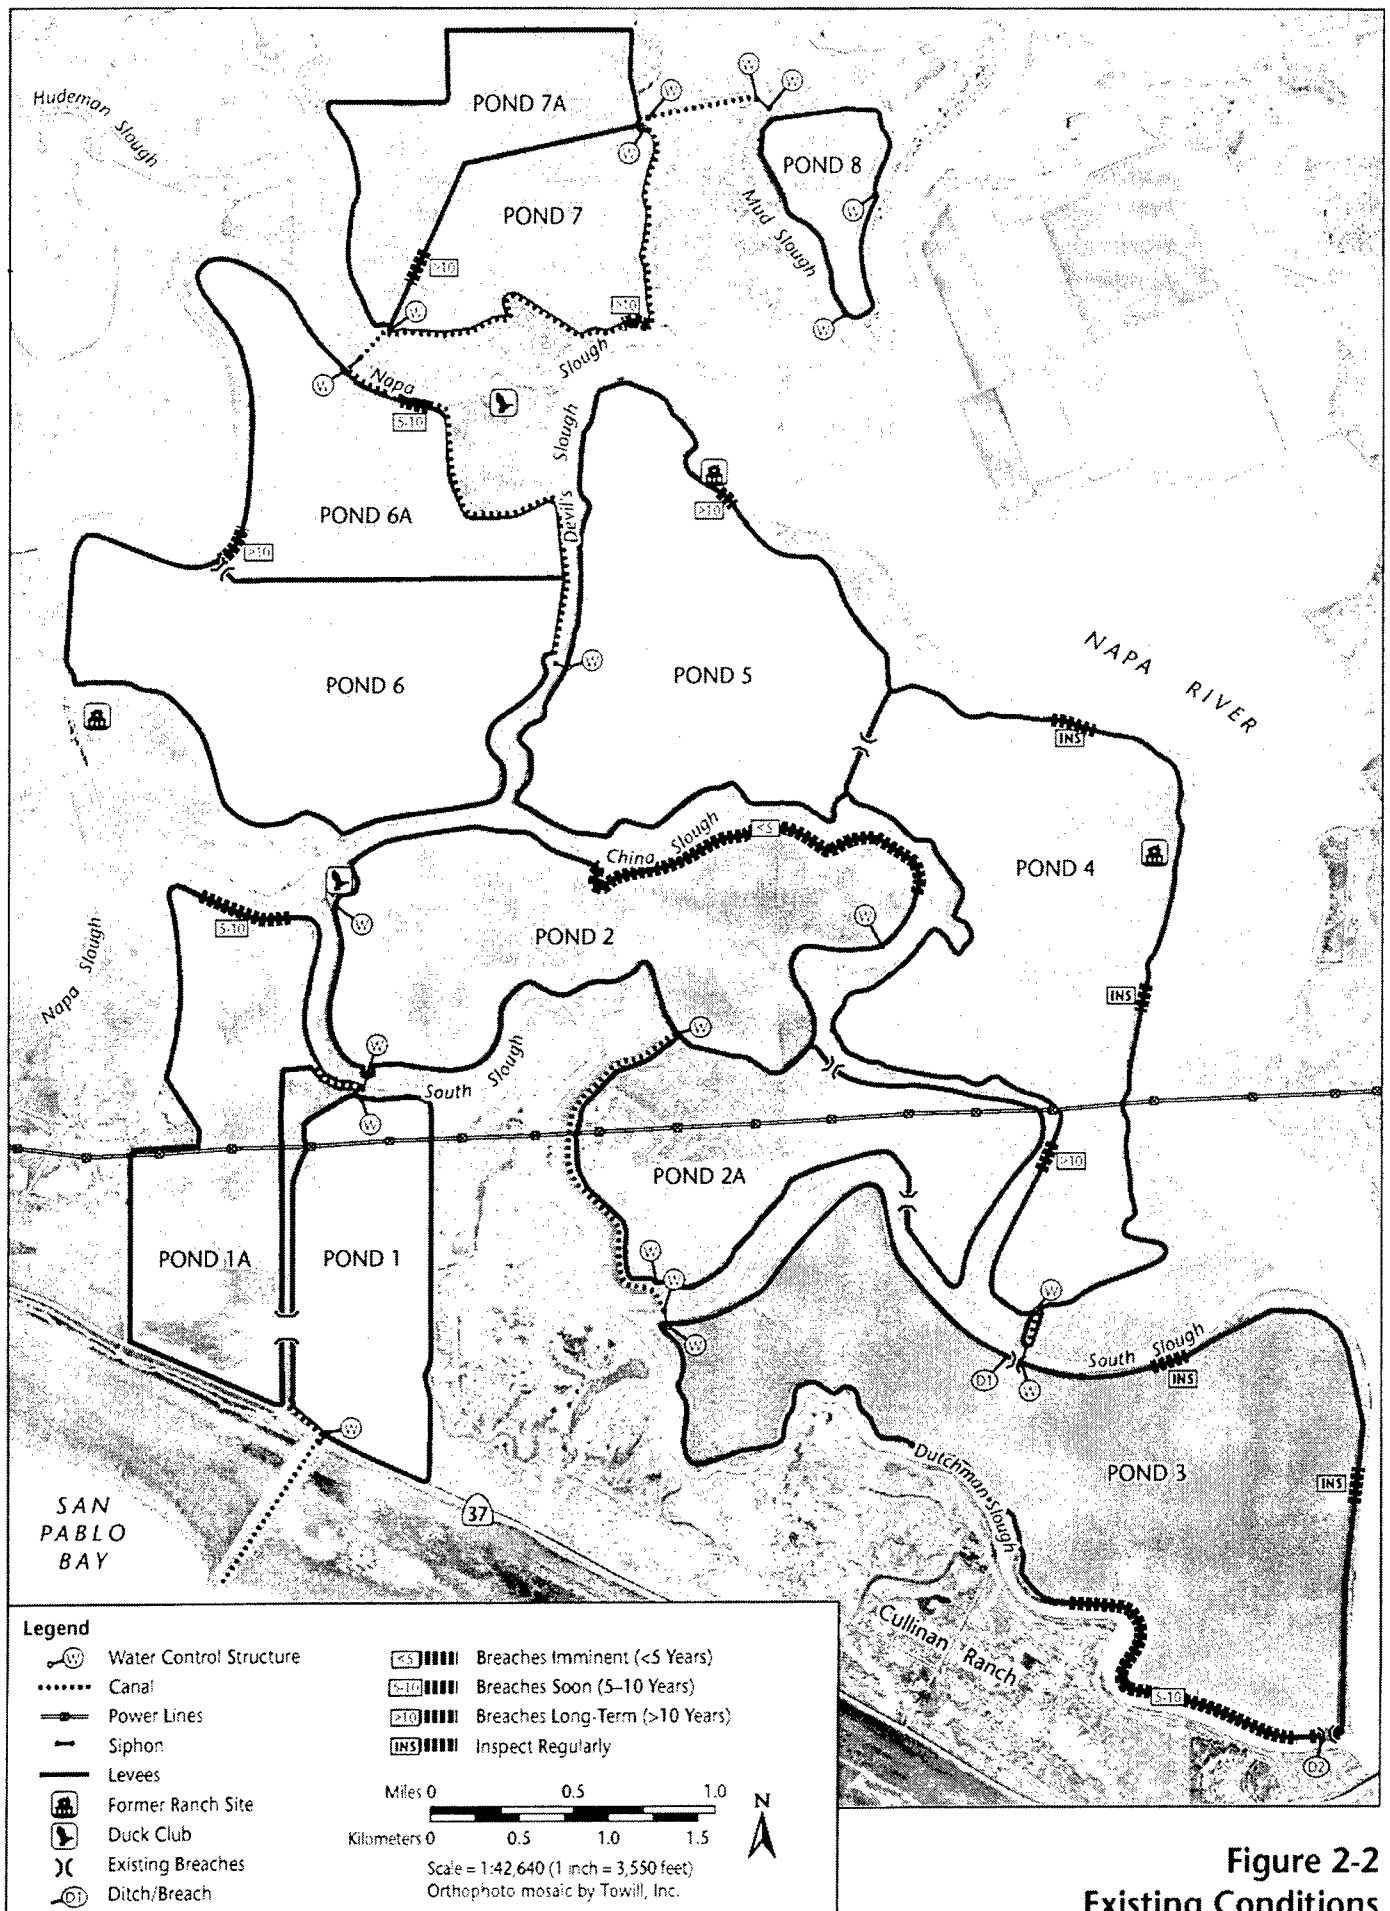 Hudeman Slough
POND 7A
W
W
W
W
W
POND 8
POND 7
W
Mud Slough
>10
>10
W
W
Slough
W
Napa
5-10
Slough
>10
Devil's
POND 6A
>10
NAPA RIVER
W
POND 5
POND 6
INS
Slough
<5
China
POND 4
W
5-10
W
POND 2
Napa Slough
INS
W
W
South Slough
W
>10
POND 2A
POND 1A
POND 1
W
W
W
W
South Slough
D1
W
INS
W
Dutchman Slough
POND 3
INS
SAN
PABLO
BAY
37
Cullinan Ranch
5-10
D2
Legend
W Water Control Structure
Canal
Power Lines
Siphon
Levees
Former Ranch Site
Duck Club
Existing Breaches
D1 Ditch/Breach
<5 Breaches Imminent (<5 Years)
5-10 Breaches Soon (5–10 Years)
>10 Breaches Long-Term (>10 Years)
INS Inspect Regularly
Miles 0 0.5 1.0
Kilometers 0 0.5 1.0 1.5
N
Scale = 1:42,640 (1 inch = 3,550 feet)
Orthophoto mosaic by Towill, Inc.
Figure 2-2
Existing Conditions